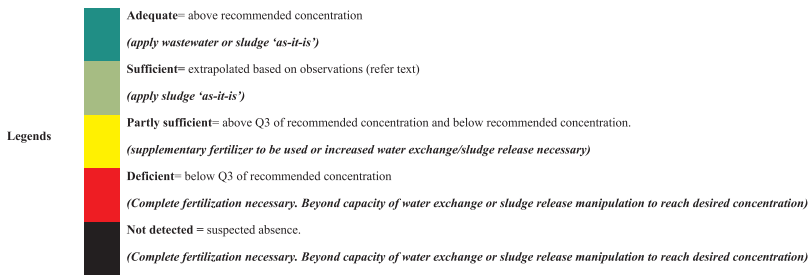 Adequate= above recommended concentration
(apply wastewater or sludge ‘as-it-is’)
Sufficient= extrapolated based on observations (refer text)
(apply sludge ‘as-it-is’)
Legends
Partly sufficient= above Q3 of recommended concentration and below recommended concentration.
(supplementary fertilizer to be used or increased water exchange/sludge release necessary)
Deficient= below Q3 of recommended concentration
(Complete fertilization necessary. Beyond capacity of water exchange or sludge release manipulation to reach desired concentration)
Not detected = suspected absence.
(Complete fertilization necessary. Beyond capacity of water exchange or sludge release manipulation to reach desired concentration)